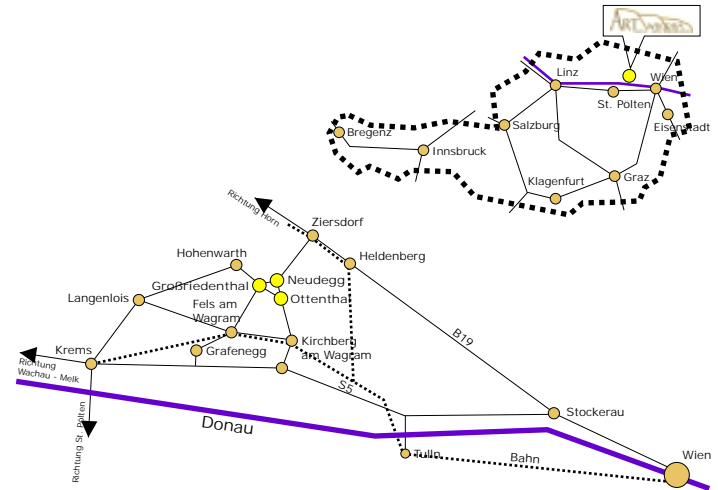 ART
Linz
Wien
St. Pölten
Eisenstadt
Bregenz
Salzburg
Innsbruck
Klagenfurt
Graz
Richtung Horn
Ziersdorf
Hohenwarth
Heldenberg
Großriedenthal
Neudegg
Langenlois
Ottenthal
Fels am
Wagram
Kirchberg
am Wagram
B19
Krems
Grafenegg
Richtung
Wachau - Melk
S5
Stockerau
Richtung St. Pölten
Donau
Tulln
Bahn
Wien